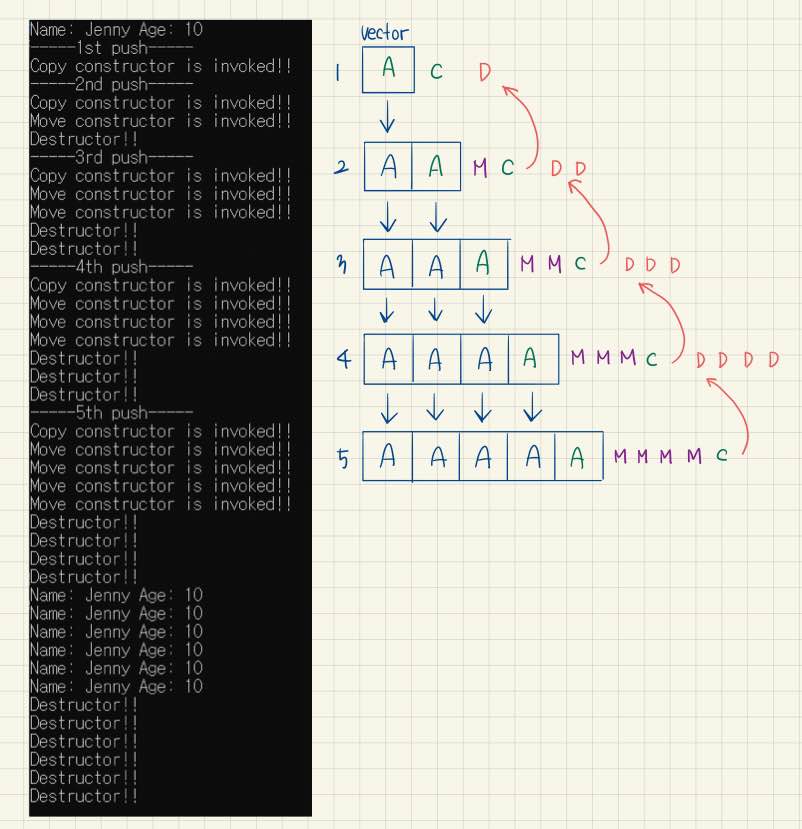 Name: Jenny Age: 10
-----1st push-----
Copy constructor is invoked!!
-----2nd push-----
Copy constructor is invoked!!
Move constructor is invoked!!
Destructor!!
-----3rd push-----
Copy constructor is invoked!!
Move constructor is invoked!!
Move constructor is invoked!!
Destructor!!
Destructor!!
-----4th push-----
Copy constructor is invoked!!
Move constructor is invoked!!
Move constructor is invoked!!
Move constructor is invoked!!
Destructor!!
Destructor!!
Destructor!!
-----5th push-----
Copy constructor is invoked!!
Move constructor is invoked!!
Move constructor is invoked!!
Move constructor is invoked!!
Move constructor is invoked!!
Destructor!!
Destructor!!
Destructor!!
Destructor!!
Name: Jenny Age: 10
Name: Jenny Age: 10
Name: Jenny Age: 10
Name: Jenny Age: 10
Name: Jenny Age: 10
Name: Jenny Age: 10
Destructor!!
Destructor!!
Destructor!!
Destructor!!
Destructor!!
Destructor!!
vector
1 A C D
2 A A M C D D
3 A A A M M C D D D
4 A A A A M M M C D D D D
5 A A A A A M M M M C